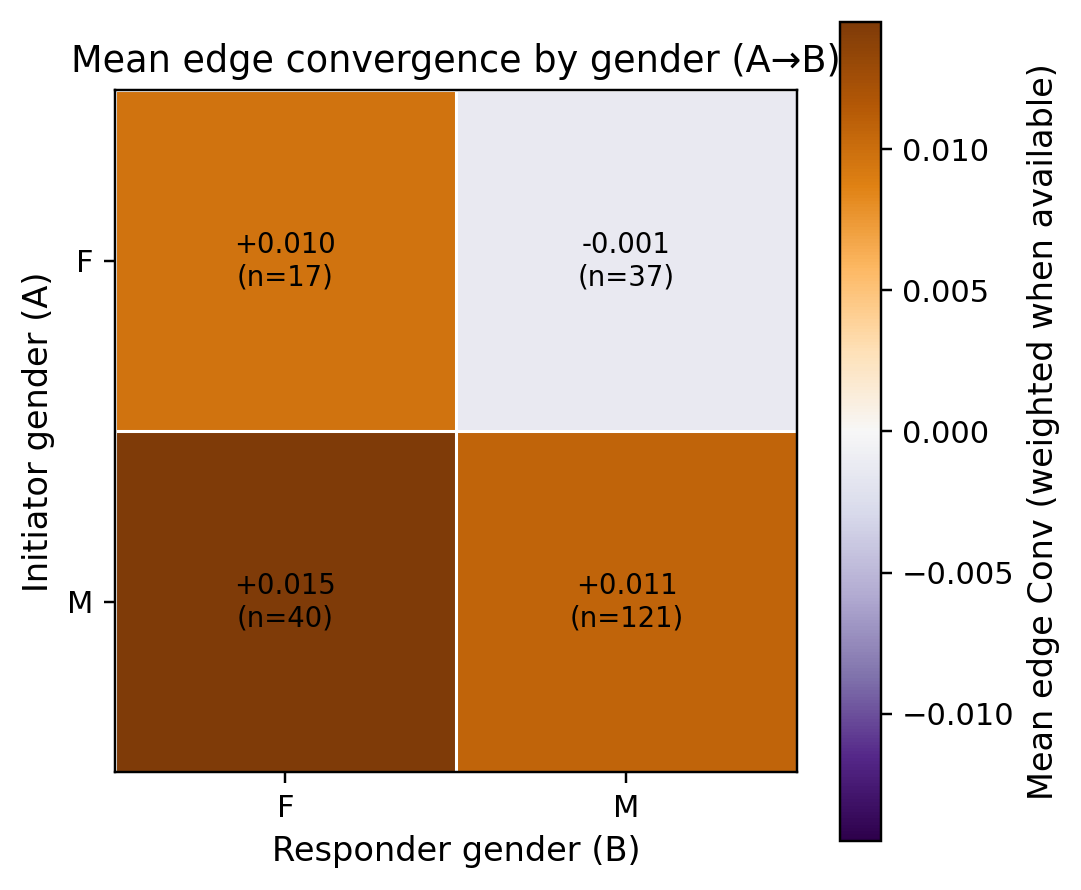 Mean edge convergence by gender (A→B)
Initiator gender (A)
F
M
+0.010
(n=17)
-0.001
(n=37)
+0.015
(n=40)
+0.011
(n=121)
F
M
Responder gender (B)
0.010
0.005
0.000
−0.005
−0.010
Mean edge Conv (weighted when available)